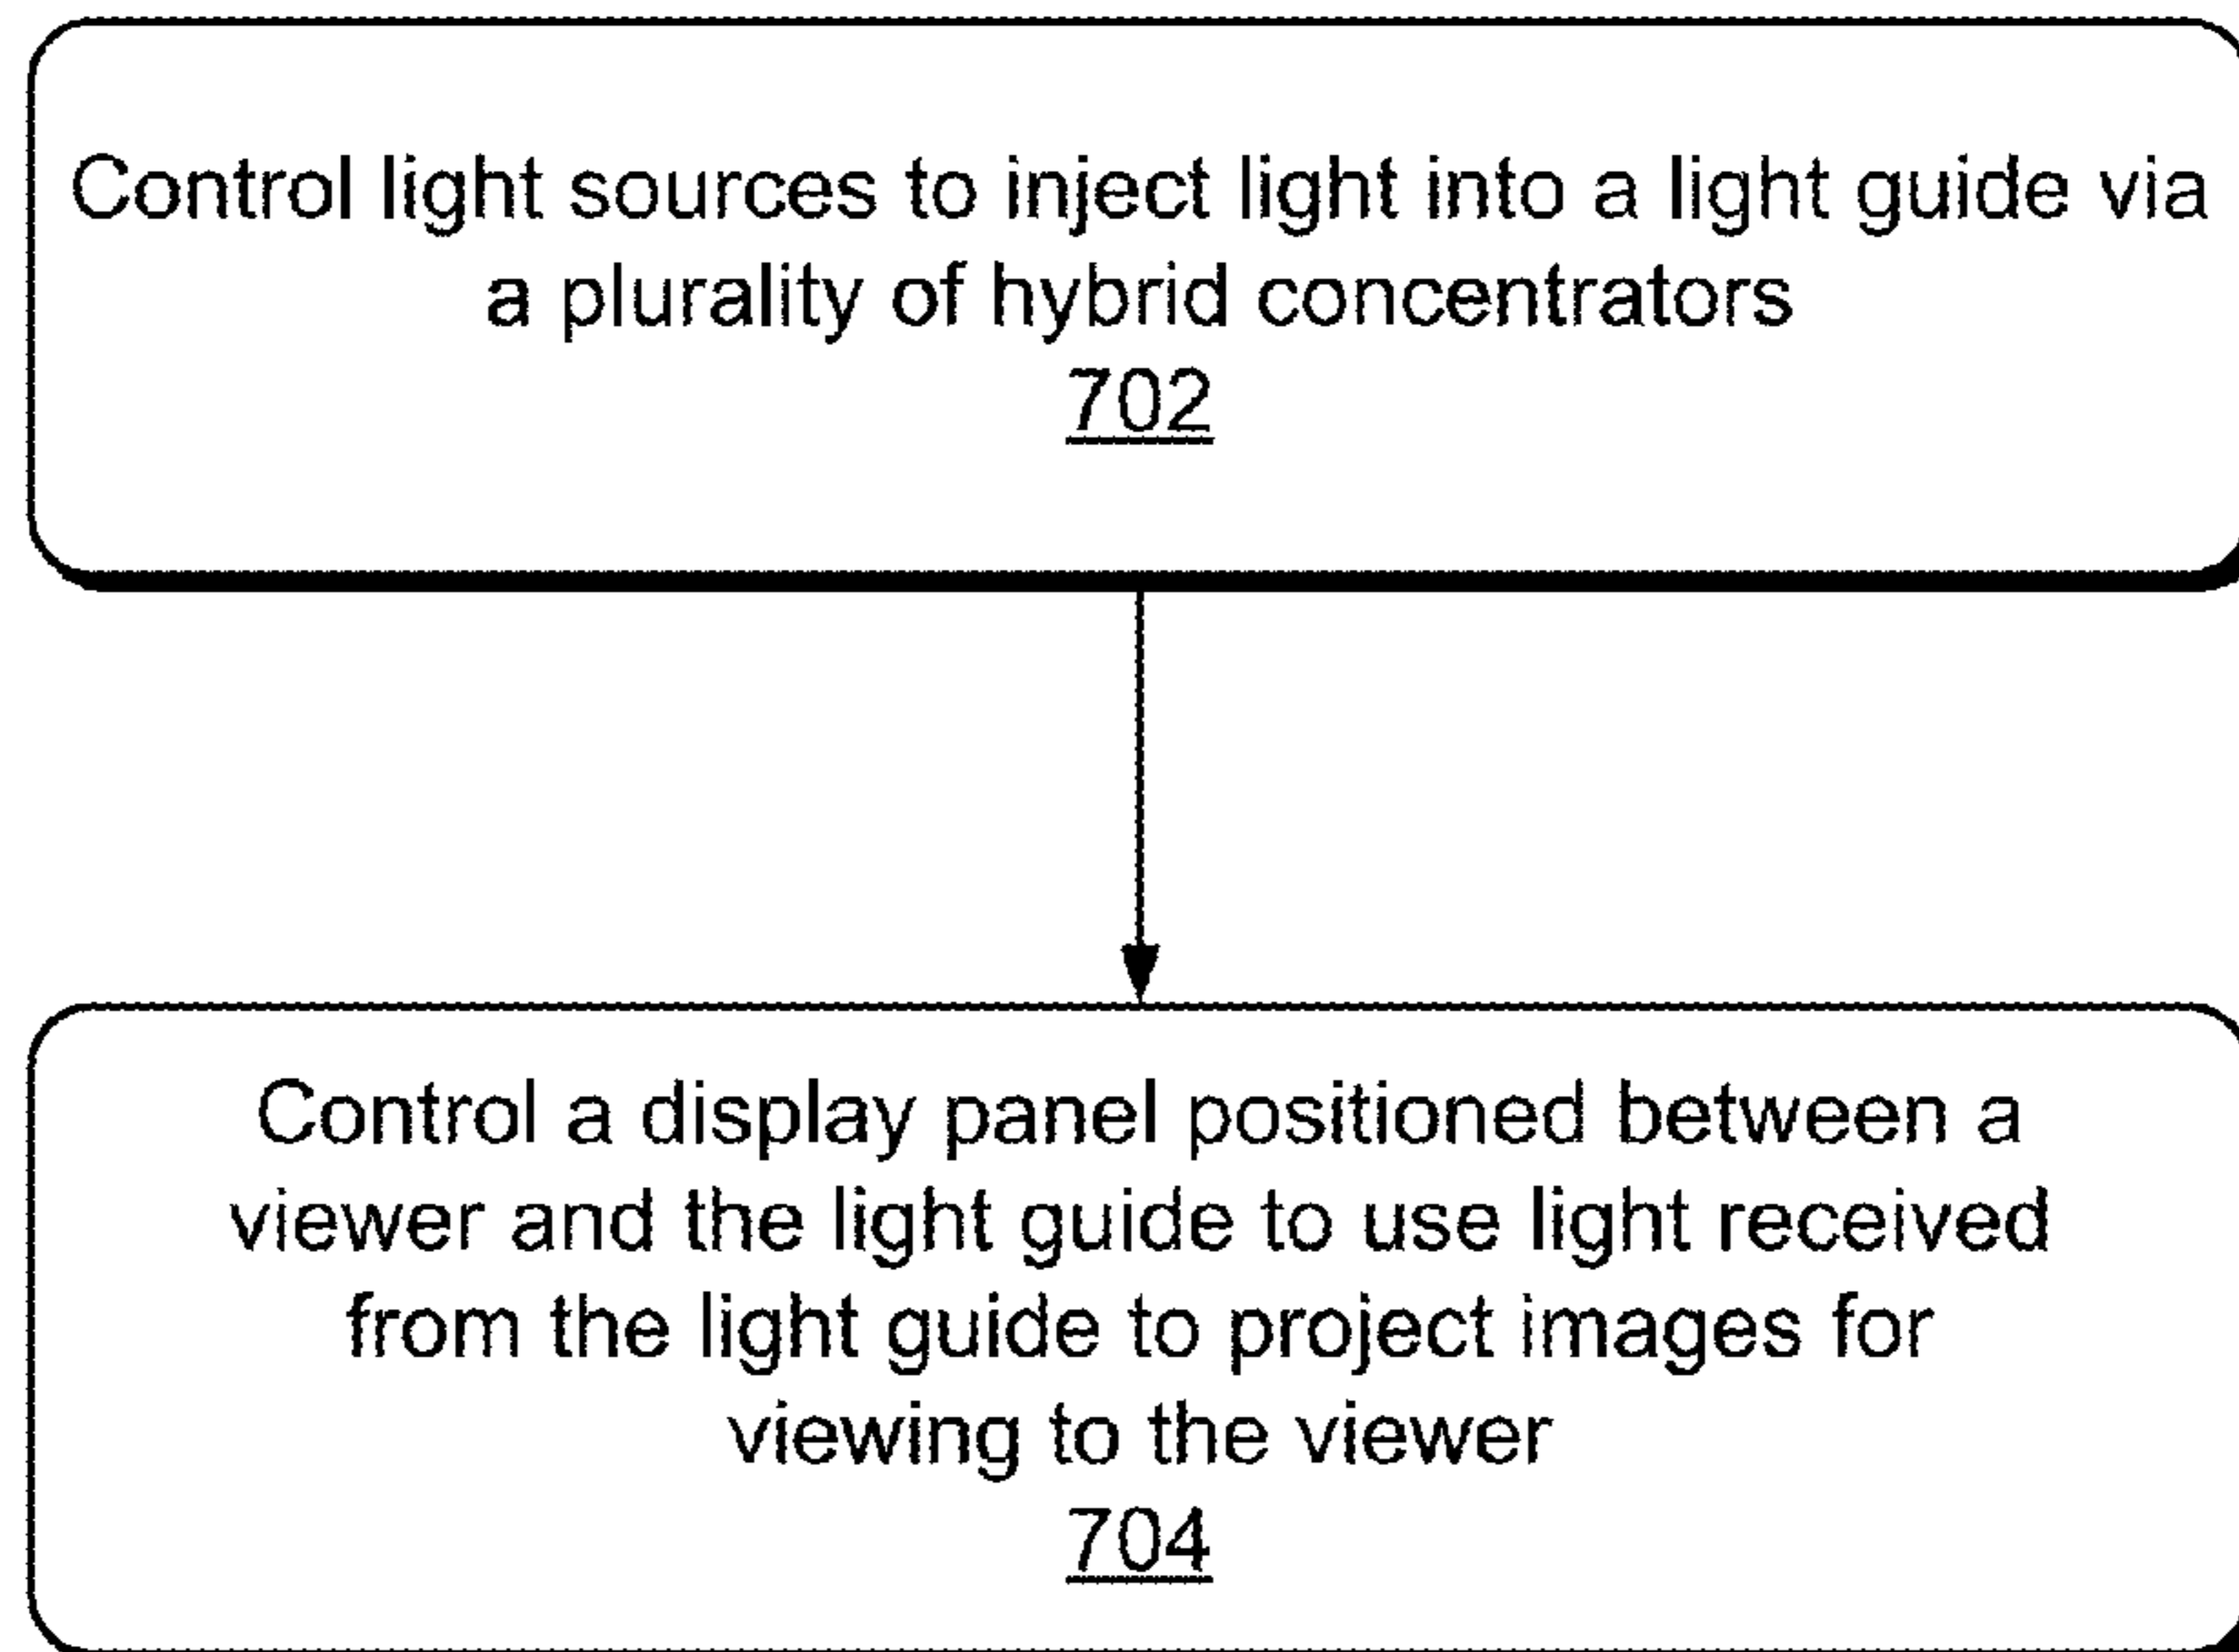 Control light sources to inject light into a light guide via
a plurality of hybrid concentrators
702
Control a display panel positioned between a
viewer and the light guide to use light received
from the light guide to project images for
viewing to the viewer
704